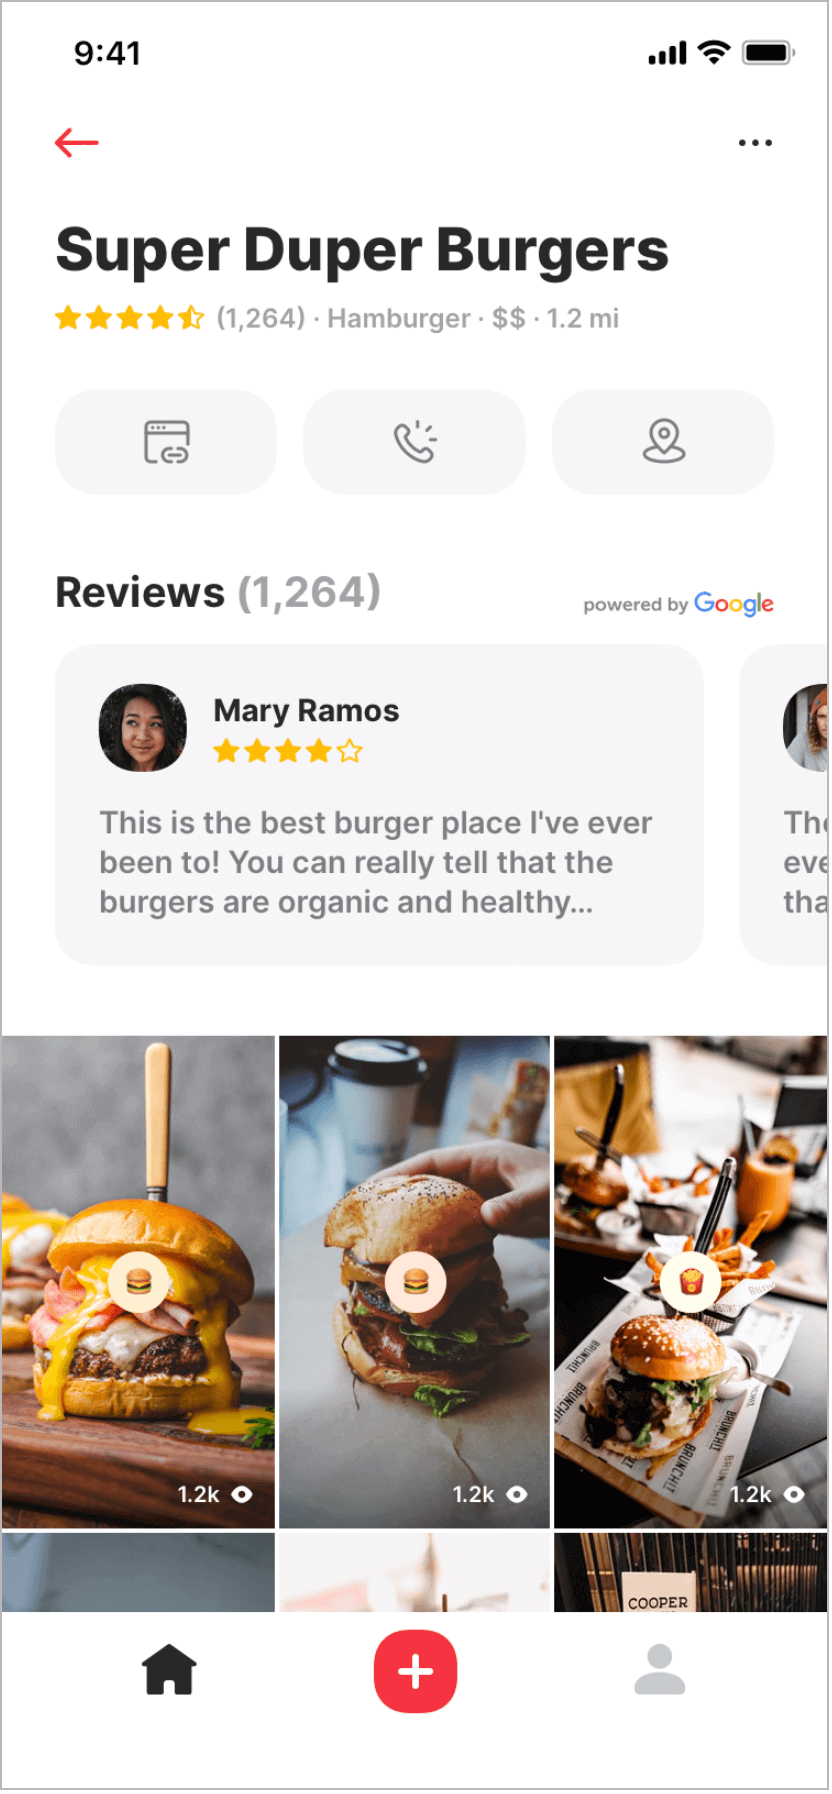 9:41
Super Duper Burgers
(1,264) · Hamburger · $$ · 1.2 mi
Reviews (1,264)
powered by Google
Mary Ramos
This is the best burger place I've ever
been to! You can really tell that the
burgers are organic and healthy...
eve
tha
1.2k
1.2k
1.2k
BRUNCHIT
BRUNCHIT
BRUNCHIT
COOPER